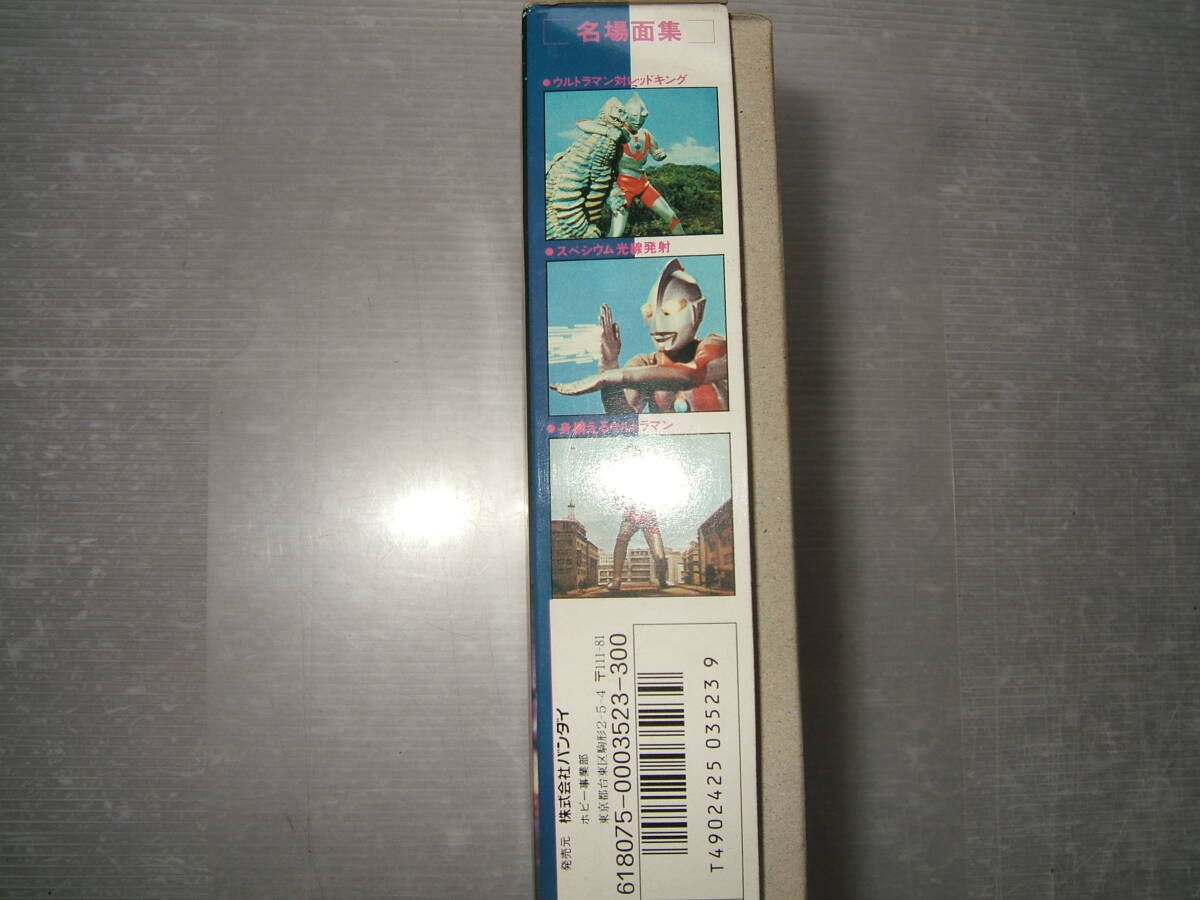 名場面集
●ウルトラマン対レッドキング
●スペシウム光線発射
●身構えるウルトラマン
発売元 株式会社バンダイ
ホビー事業部
東京都台東区駒形2-5-4 〒111-81
618075-0003523-300
T4902425 03523 9